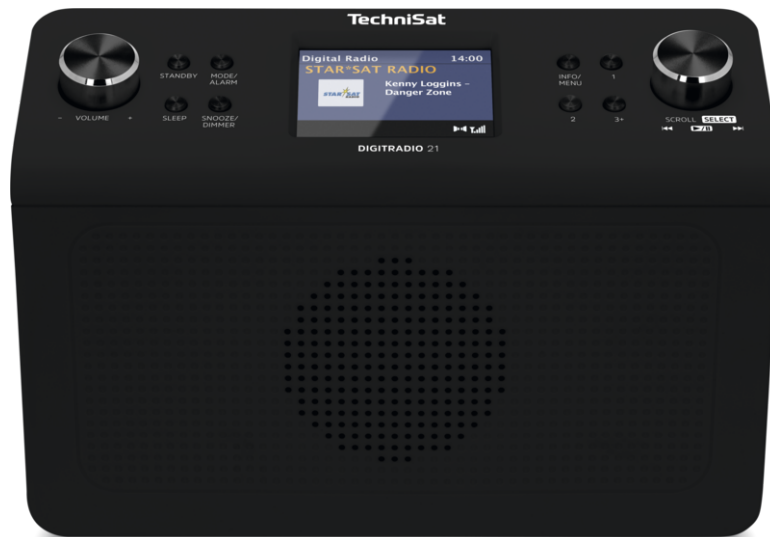 TechniSat
Digital Radio 14:00
STAR*SAT RADIO
STAR*SAT
RADIO
Kenny Loggins –
Danger Zone
DIGITRADIO 21
STANDBY
MODE/
ALARM
SLEEP
SNOOZE/
DIMMER
– VOLUME +
INFO/
MENU
1
2
3+
SCROLL SELECT